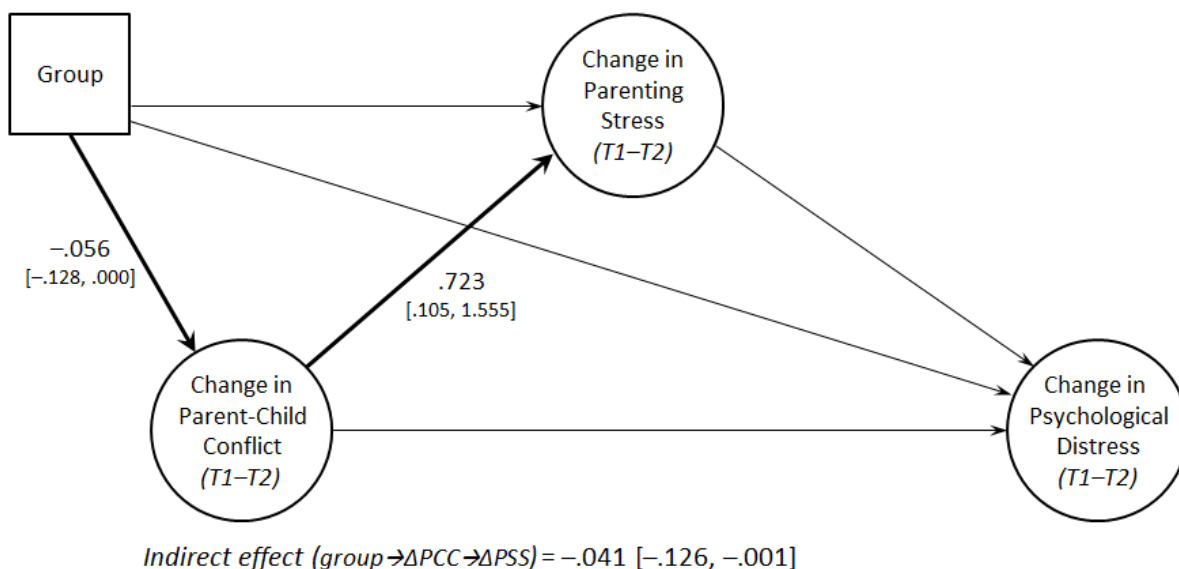 Group
Change in
Parenting
Stress
(T1–T2)
–.056
[–.128, .000]
.723
[.105, 1.555]
Change in
Parent-Child
Conflict
(T1–T2)
Change in
Psychological
Distress
(T1–T2)
Indirect effect (group→ΔPCC→ΔPSS) = –.041 [–.126, –.001]